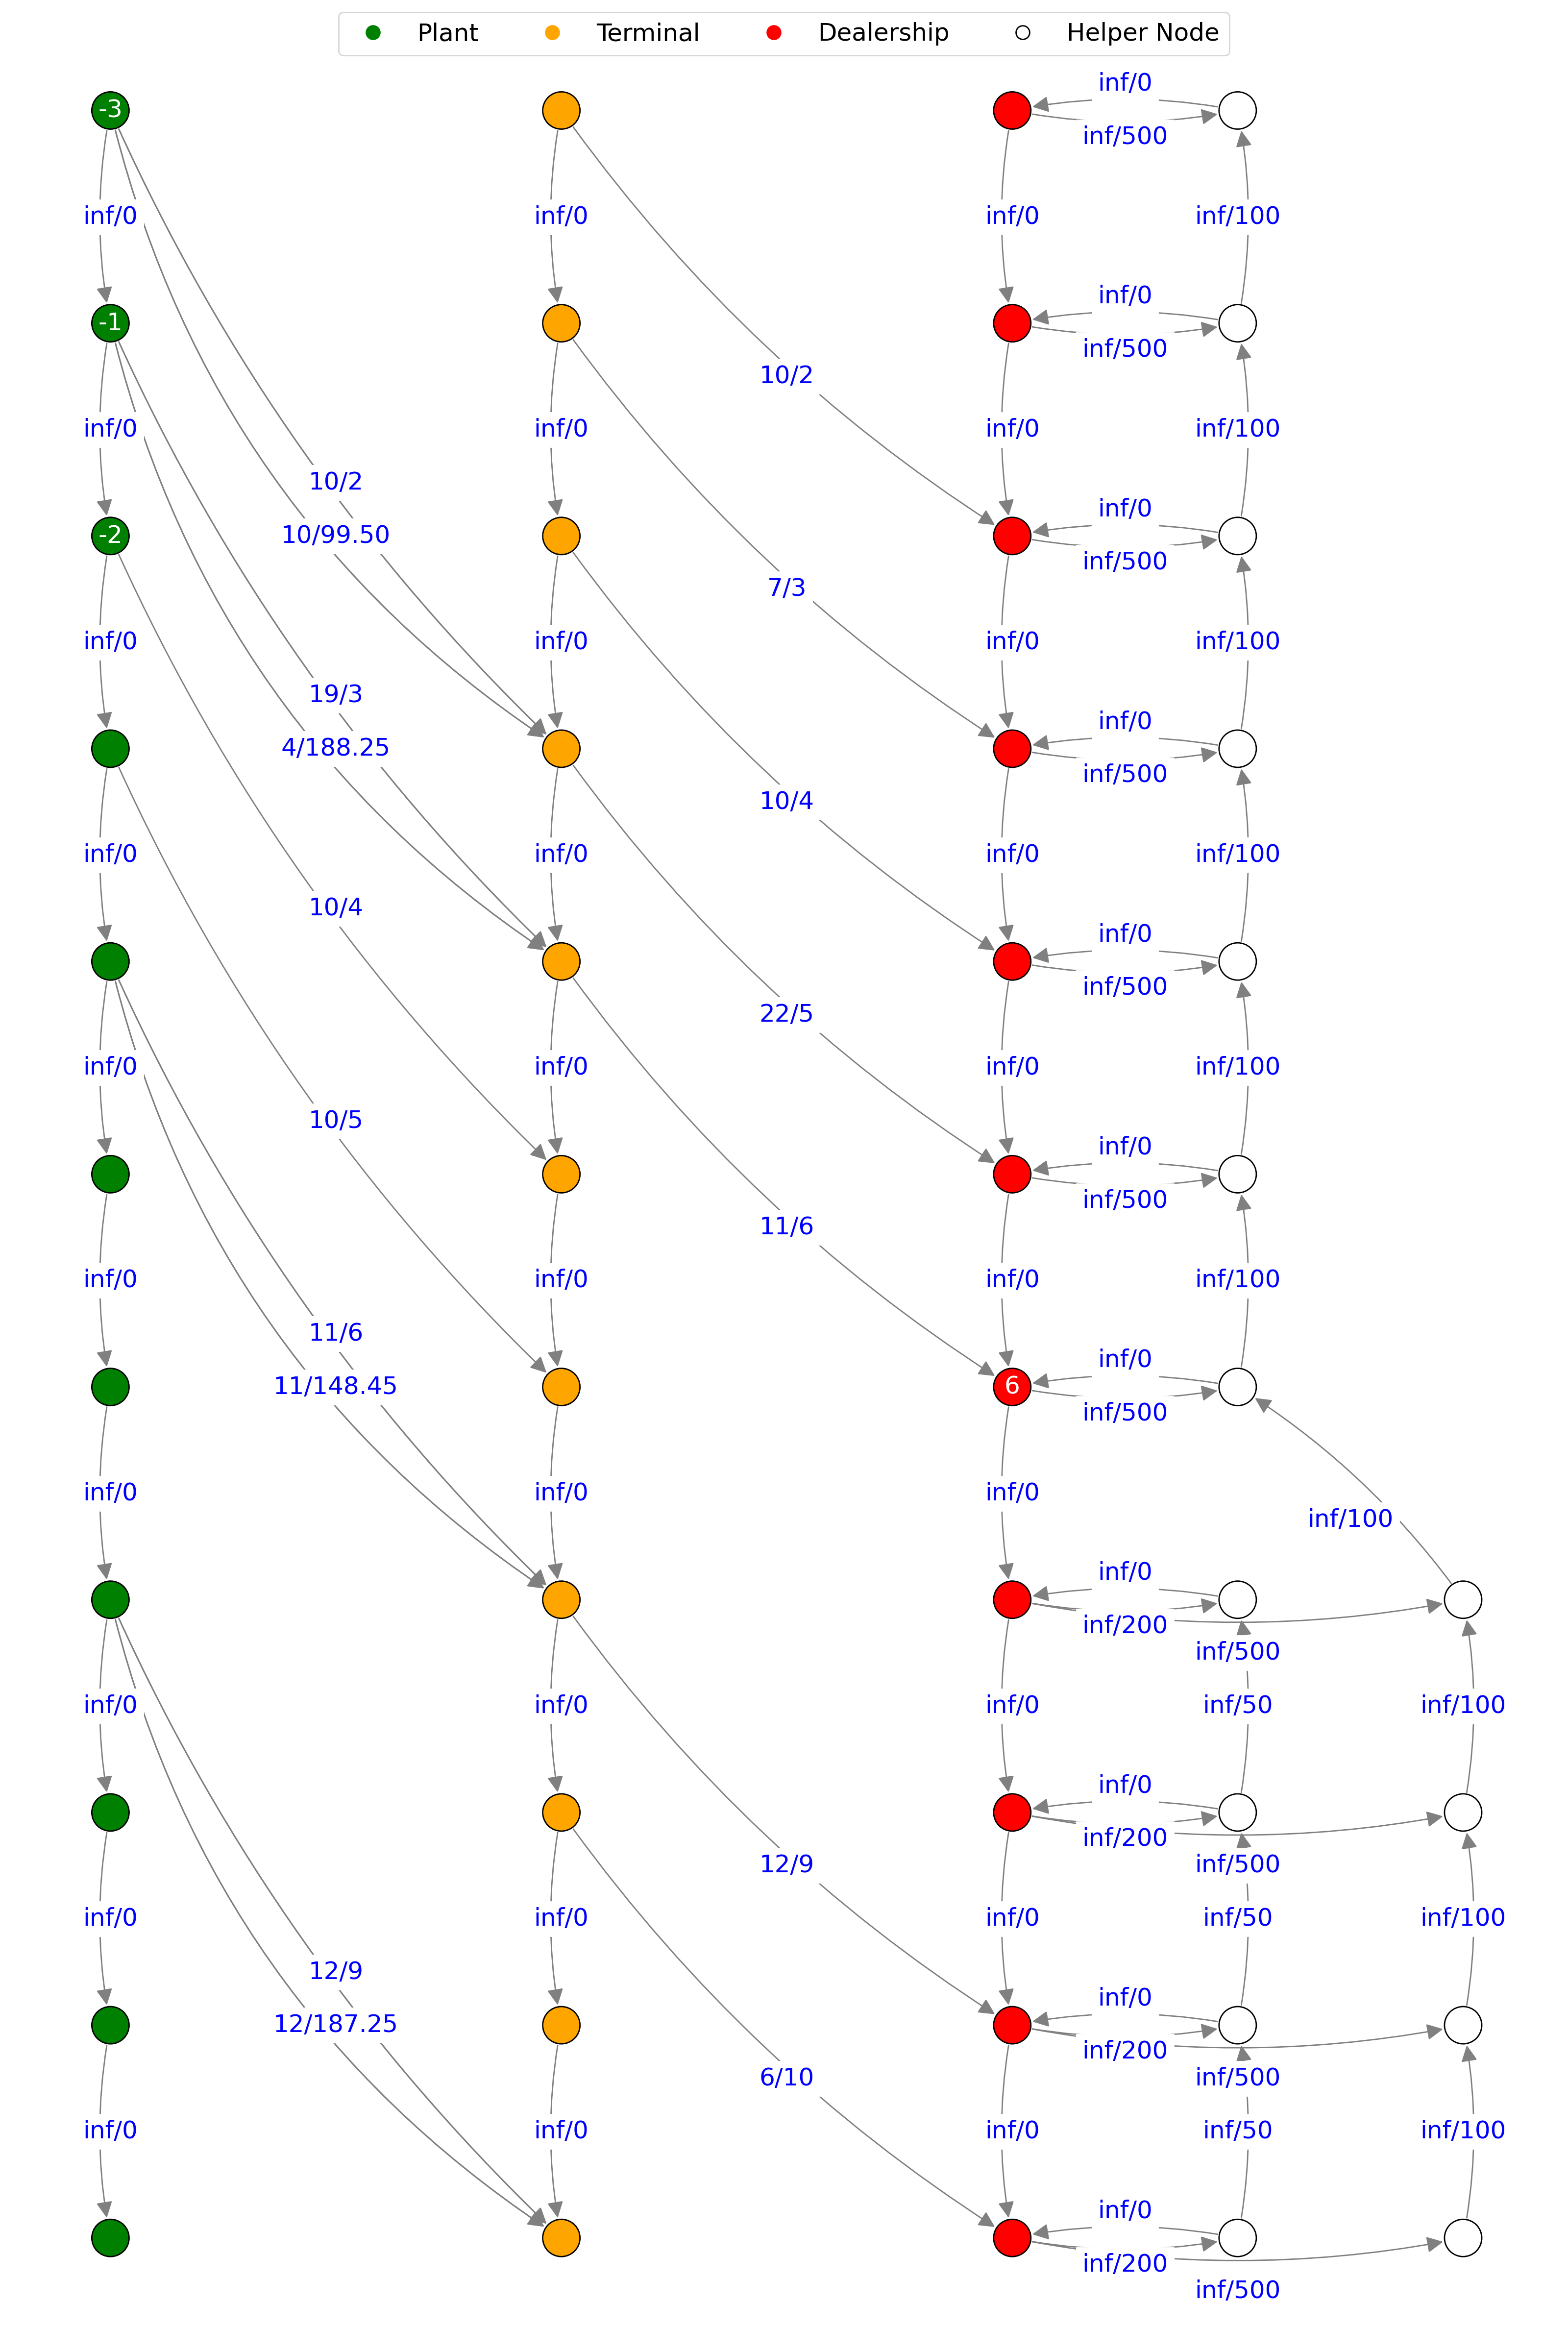 Plant Terminal Dealership Helper Node
inf/0
-3
inf/500
inf/0 inf/0 inf/0 inf/100
inf/0
-1
inf/500
10/2
inf/0 inf/0 inf/0 inf/100
10/2
inf/0
10/99.50
-2
inf/500
7/3
inf/0 inf/0 inf/0 inf/100
19/3
inf/0
4/188.25
inf/500
10/4
inf/0 inf/0 inf/0 inf/100
10/4
inf/0
inf/500
22/5
inf/0 inf/0 inf/0 inf/100
10/5
inf/0
inf/500
11/6
inf/0 inf/0 inf/0 inf/100
11/6
inf/0
11/148.45
6
inf/500
inf/0 inf/0 inf/0
inf/100
inf/0
inf/200
inf/500
inf/0 inf/0 inf/0 inf/50 inf/100
inf/0
inf/200
12/9
inf/500
inf/0 inf/0 inf/0 inf/50 inf/100
12/9
inf/0
12/187.25
inf/200
6/10
inf/500
inf/0 inf/0 inf/0 inf/50 inf/100
inf/0
inf/200
inf/500